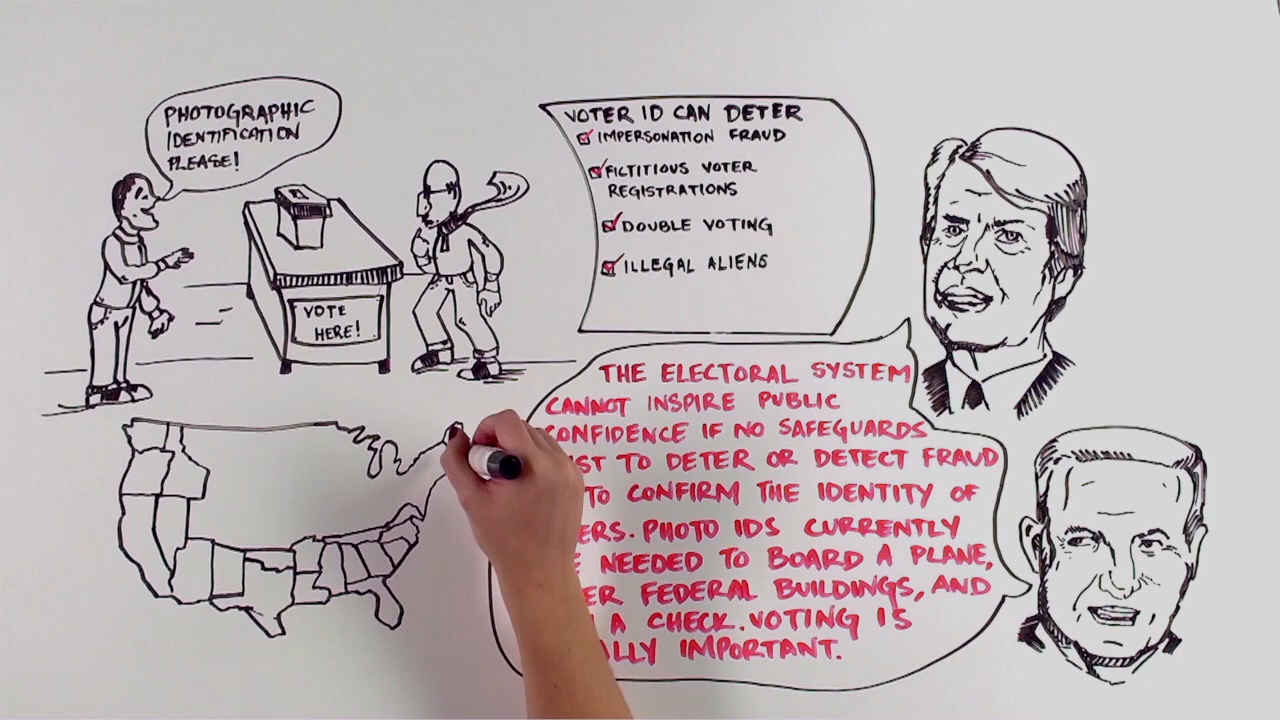 PHOTOGRAPHIC
IDENTIFICATION
PLEASE!
VOTE
HERE!
VOTER ID CAN DETER
IMPERSONATION FRAUD
FICTITIOUS VOTER
REGISTRATIONS
DOUBLE VOTING
ILLEGAL ALIENS
THE ELECTORAL SYSTEM
CANNOT INSPIRE PUBLIC
CONFIDENCE IF NO SAFEGUARDS
TO DETER OR DETECT FRAUD
TO CONFIRM THE IDENTITY OF
PHOTO IDS CURRENTLY
NEEDED TO BOARD A PLANE,
FEDERAL BUILDINGS, AND
A CHECK. VOTING IS
IMPORTANT.